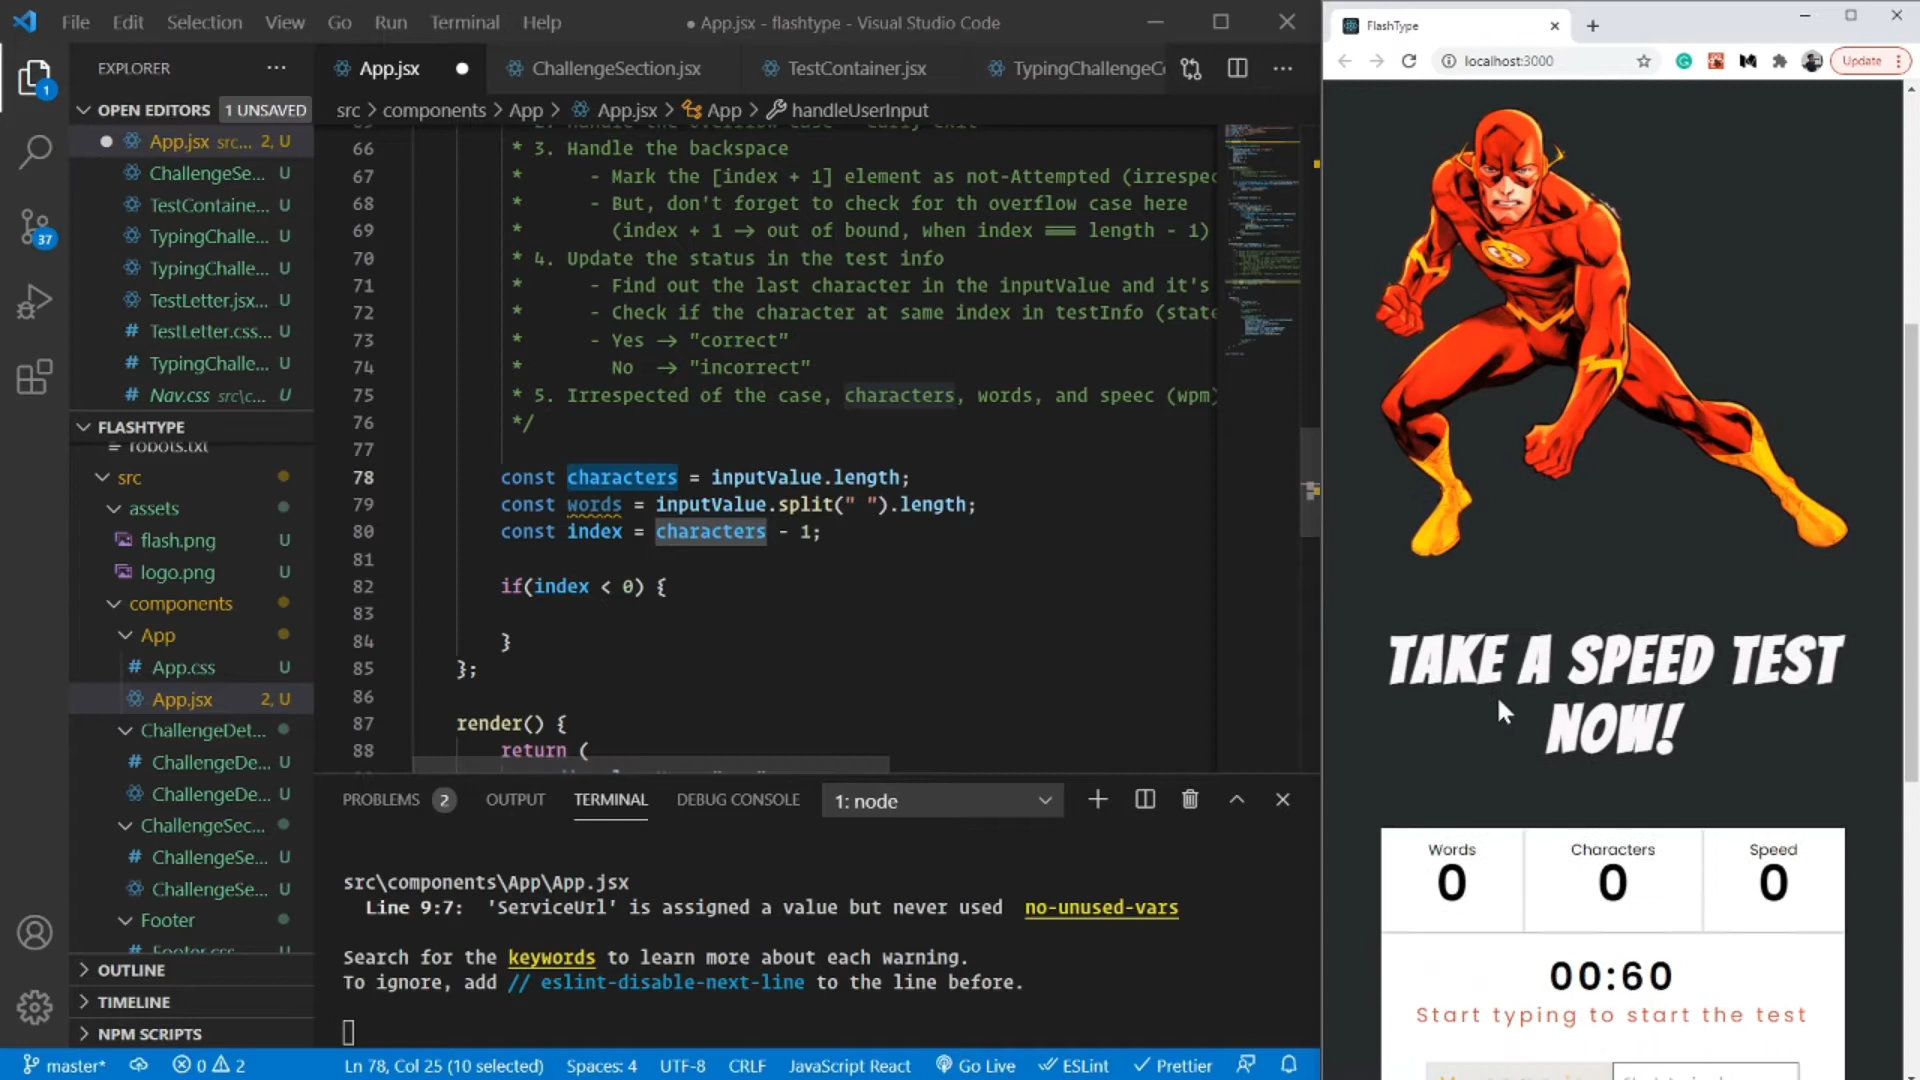 File Edit Selection View Go Run Terminal Help
● App.jsx - flashtype - Visual Studio Code
EXPLORER
OPEN EDITORS 1 UNSAVED
App.jsx src... 2, U
ChallengeSe... U
TestContaine... U
TypingChalle... U
TypingChalle... U
TestLetter.jsx... U
# TestLetter.css... U
# TypingChalle... U
# Nav.css src\c... U
FLASHTYPE
robots.txt
src
assets
flash.png U
logo.png U
components
App
# App.css U
App.jsx 2, U
ChallengeDet...
# ChallengeDe... U
ChallengeDe... U
ChallengeSec...
# ChallengeSe... U
ChallengeSe... U
Footer
OUTLINE
TIMELINE
NPM SCRIPTS
1
37
App.jsx ChallengeSection.jsx TestContainer.jsx TypingChallengeCo
src > components > App > App.jsx > App > handleUserInput
66 * 3. Handle the backspace
67 * - Mark the [index + 1] element as not-Attempted (irrespec
68 * - But, don't forget to check for th overflow case here
69 * (index + 1 -> out of bound, when index === length - 1)
70 * 4. Update the status in the test info
71 * - Find out the last character in the inputValue and it's
72 * - Check if the character at same index in testInfo (state
73 * - Yes -> "correct"
74 * No -> "incorrect"
75 * 5. Irrespected of the case, characters, words, and speec (wpm)
76 */
77
78 const characters = inputValue.length;
79 const words = inputValue.split(" ").length;
80 const index = characters - 1;
81
82 if(index < 0) {
83
84 }
85 };
86
87 render() {
88 return (
PROBLEMS 2 OUTPUT TERMINAL DEBUG CONSOLE 1: node
src\components\App\App.jsx
Line 9:7: 'ServiceUrl' is assigned a value but never used no-unused-vars
Search for the keywords to learn more about each warning.
To ignore, add // eslint-disable-next-line to the line before.
master* 0 2 Ln 78, Col 25 (10 selected) Spaces: 4 UTF-8 CRLF JavaScript React Go Live ESLint Prettier
FlashType
localhost:3000
Update
TAKE A SPEED TEST
NOW!
Words Characters Speed
0 0 0
00:60
Start typing to start the test